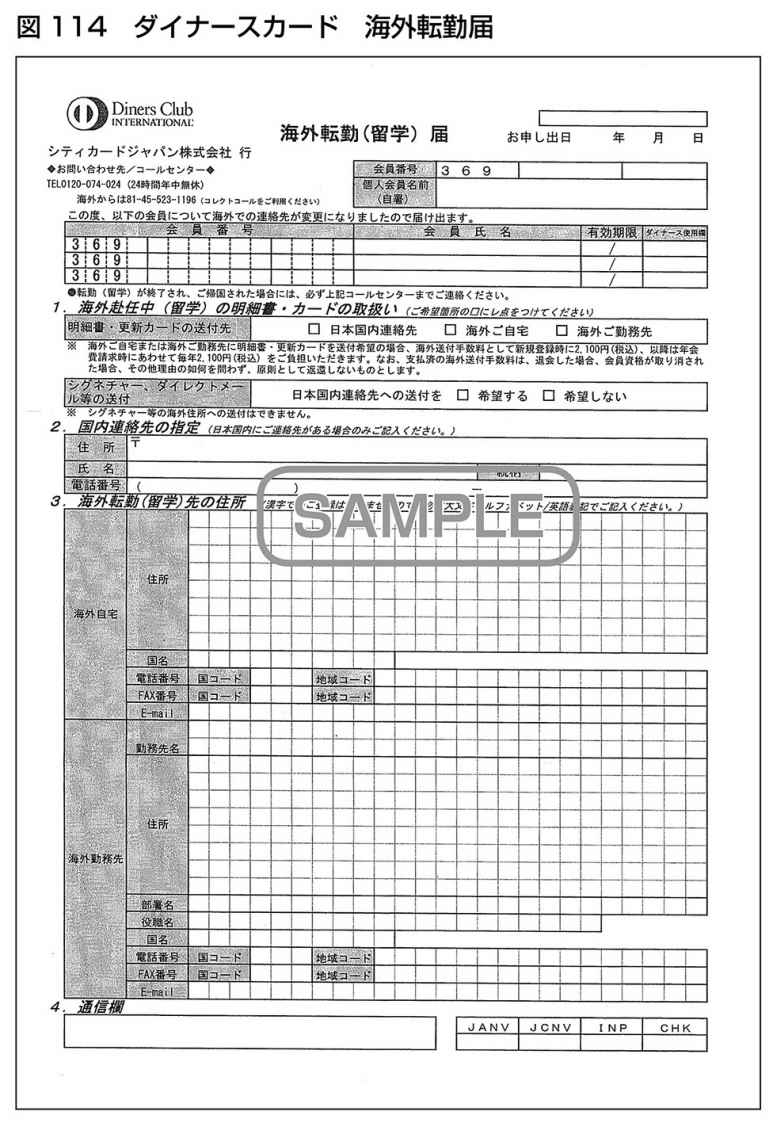 図114 ダイナースカード 海外転勤届
Diners Club
INTERNATIONAL
海外転勤(留学)届
お申し出日 年 月 日
シティカードジャパン株式会社 行
◆お問い合わせ先/コールセンター◆
TEL0120-074-024 (24時間年中無休)
海外からは81-45-523-1196 (コレクトコールをご利用ください)
会員番号 3 6 9
個人会員名前
(自署)
この度、以下の会員について海外での連絡先が変更になりましたので届け出ます。
会員番号 会員氏名 有効期限 ダイナース使用欄
3 6 9 /
3 6 9 /
3 6 9 /
●転勤(留学)が終了され、ご帰国された場合には、必ず上記コールセンターまでご連絡ください。
1. 海外赴任中(留学)の明細書・カードの取扱い (ご希望箇所の□にレ点をつけてください)
明細書・更新カードの送付先 □ 日本国内連絡先 □ 海外ご自宅 □ 海外ご勤務先
※ 海外ご自宅または海外ご勤務先に明細書・更新カードを送付希望の場合、海外送付手数料として新規登録時に2,100円(税込)、以降は年会
費請求時にあわせて毎年2,100円(税込)をご負担いただきます。なお、支払済の海外送付手数料は、退会した場合、会員資格が取り消され
た場合、その他理由の如何を問わず、原則として返還しないものとします。
シグネチャー、ダイレクトメー
ル等の送付
日本国内連絡先への送付を □ 希望する □ 希望しない
※ シグネチャー等の海外住所への送付はできません。
2. 国内連絡先の指定 (日本国内にご連絡先がある場合のみご記入ください。)
住所 〒
氏名 続柄
電話番号 ( ) ―
SAMPLE
3. 海外転勤(留学)先の住所
英語表記でご記入ください。)
海外自宅
住所
国名
電話番号 国コード 地域コード
FAX番号 国コード 地域コード
E-mail
海外勤務先
勤務先名
住所
部署名
役職名
国名
電話番号 国コード 地域コード
FAX番号 国コード 地域コード
E-mail
4. 通信欄
JANV JCNV INP CHK